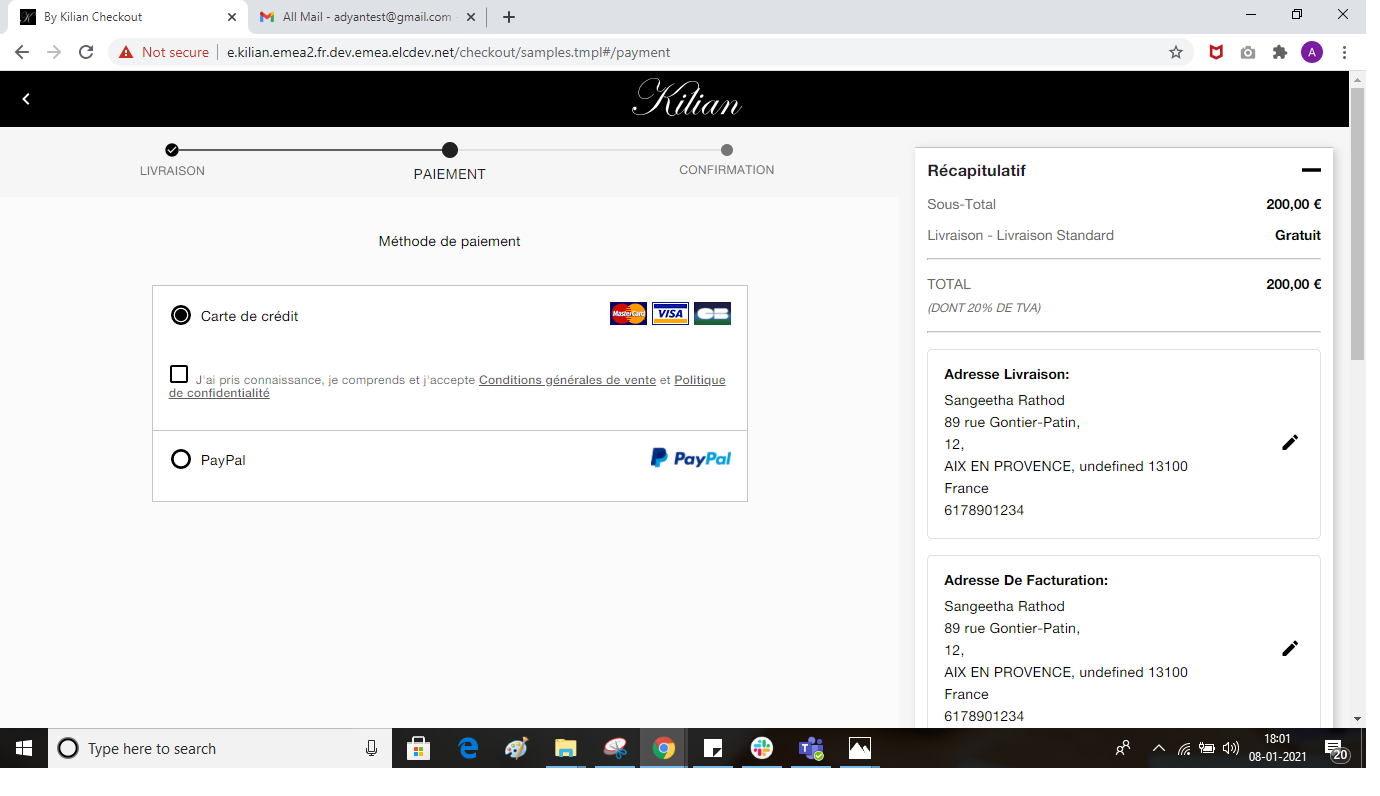 By Kilian Checkout
All Mail - adyantest@gmail.com
Not secure
e.kilian.emea2.fr.dev.emea.elcdev.net/checkout/samples.tmpl#/payment
A
Kilian
LIVRAISON
PAIEMENT
CONFIRMATION
Méthode de paiement
Carte de crédit
MasterCard
VISA
CB
J'ai pris connaissance, je comprends et j'accepte Conditions générales de vente et Politique
de confidentialité
PayPal
PayPal
Récapitulatif
Sous-Total 200,00 €
Livraison - Livraison Standard Gratuit
TOTAL 200,00 €
(DONT 20% DE TVA)
Adresse Livraison:
Sangeetha Rathod
89 rue Gontier-Patin,
12,
AIX EN PROVENCE, undefined 13100
France
6178901234
Adresse De Facturation:
Sangeetha Rathod
89 rue Gontier-Patin,
12,
AIX EN PROVENCE, undefined 13100
France
6178901234
Type here to search
18:01
08-01-2021
20